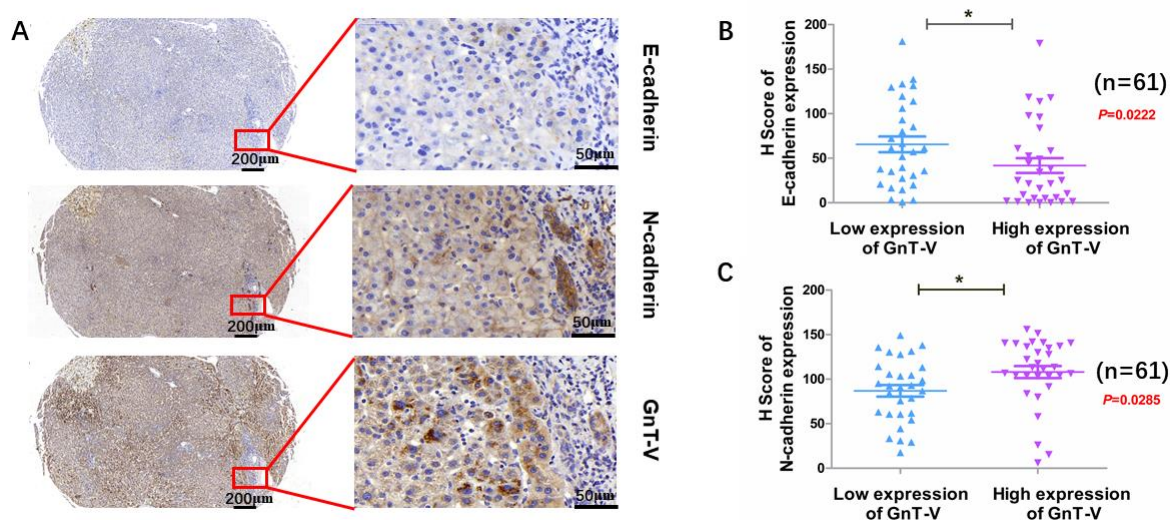 A
200μm
50μm
E-cadherin
200μm
50μm
N-cadherin
200μm
50μm
GnT-V
B
H Score of
E-cadherin expression
200
150
100
50
0
*
(n=61)
P=0.0222
Low expression
of GnT-V
High expression
of GnT-V
C
H Score of
N-cadherin expression
200
150
100
50
0
*
(n=61)
P=0.0285
Low expression
of GnT-V
High expression
of GnT-V